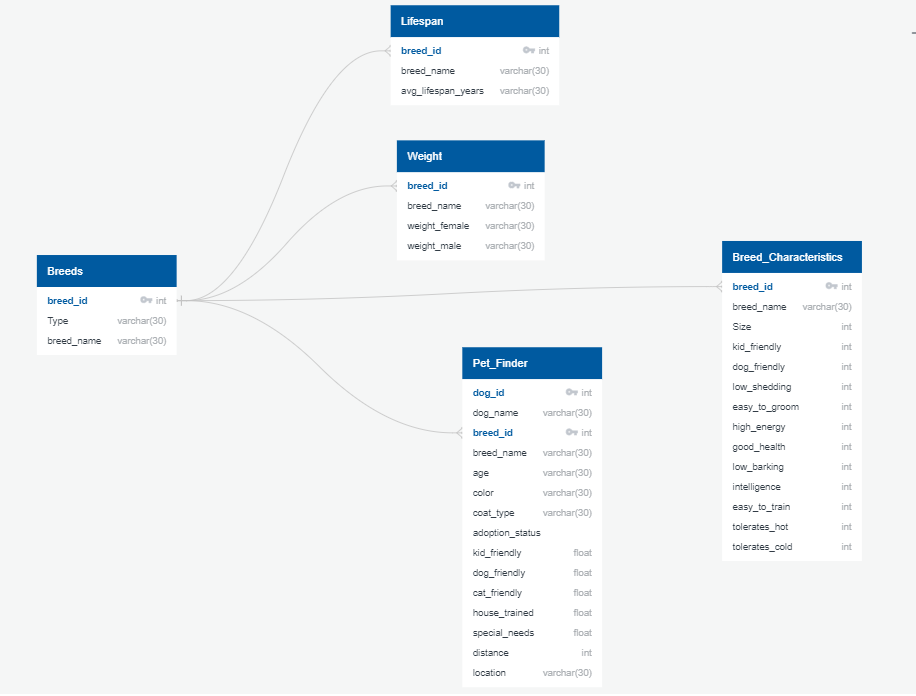 Lifespan
breed_id int
breed_name varchar(30)
avg_lifespan_years varchar(30)
Weight
breed_id int
breed_name varchar(30)
weight_female varchar(30)
weight_male varchar(30)
Breeds
breed_id int
Type varchar(30)
breed_name varchar(30)
Breed_Characteristics
breed_id int
breed_name varchar(30)
Size int
kid_friendly int
dog_friendly int
low_shedding int
easy_to_groom int
high_energy int
good_health int
low_barking int
intelligence int
easy_to_train int
tolerates_hot int
tolerates_cold int
Pet_Finder
dog_id int
dog_name varchar(30)
breed_id int
breed_name varchar(30)
age varchar(30)
color varchar(30)
coat_type varchar(30)
adoption_status
kid_friendly float
dog_friendly float
cat_friendly float
house_trained float
special_needs float
distance int
location varchar(30)